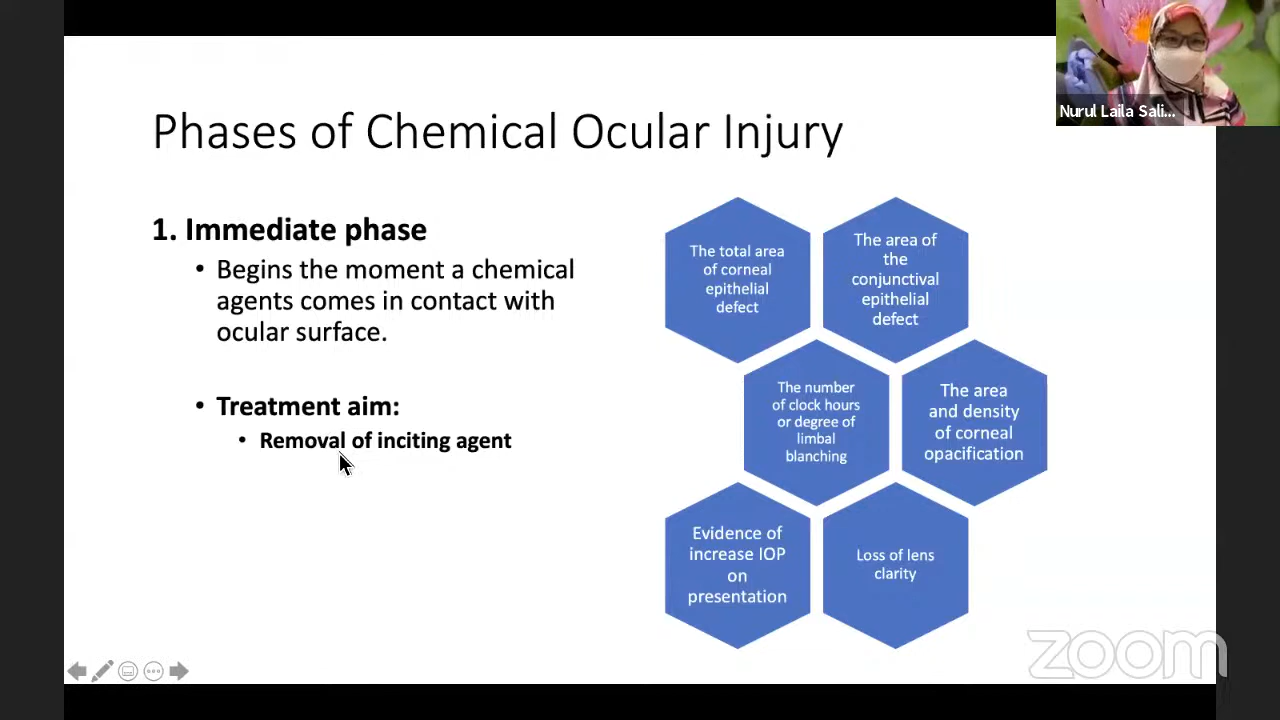 Phases of Chemical Ocular Injury
Nurul Laila Sali...
1. Immediate phase
• Begins the moment a chemical
agents comes in contact with
ocular surface.
• Treatment aim:
• Removal of inciting agent
The total area
of corneal
epithelial
defect
The area of
the
conjunctival
epithelial
defect
The number
of clock hours
or degree of
limbal
blanching
The area
and density
of corneal
opacification
Evidence of
increase IOP
on
presentation
Loss of lens
clarity
zoom